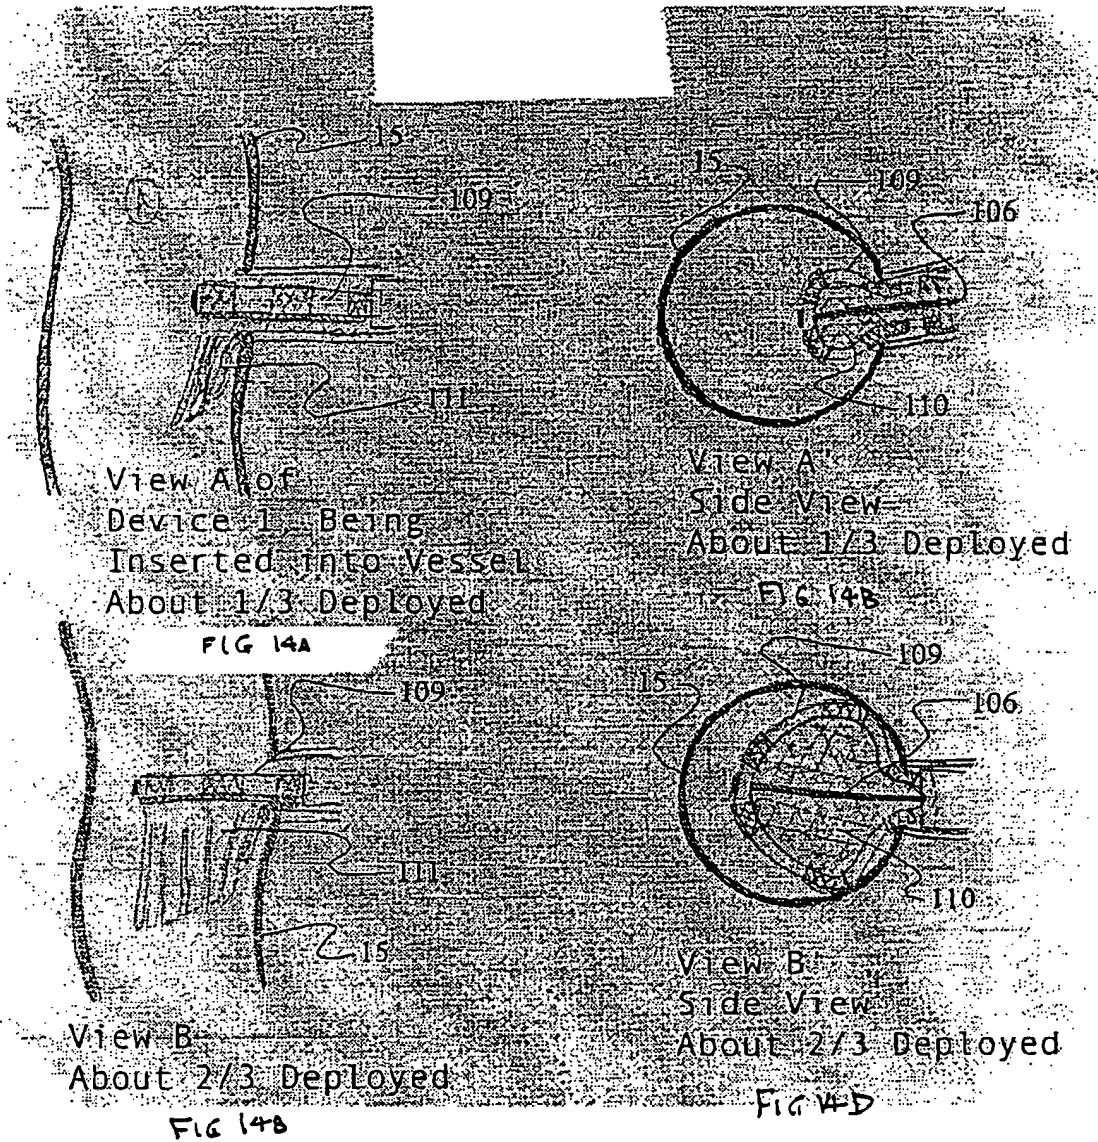 15
109
111
View A of
Device 1 Being
Inserted into Vessel
About 1/3 Deployed
FIG 14A
15
109
106
110
View A'
Side View
About 1/3 Deployed
FIG 14B
109
111
15
View B
About 2/3 Deployed
FIG 14B
109
15
106
110
View B'
Side View
About 2/3 Deployed
FIG 14D